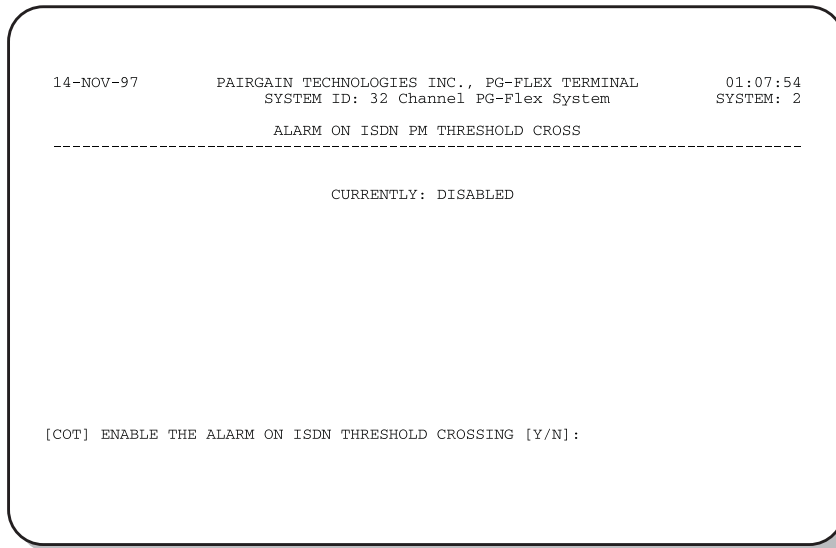 14-NOV-97 PAIRGAIN TECHNOLOGIES INC., PG-FLEX TERMINAL 01:07:54
SYSTEM ID: 32 Channel PG-Flex System SYSTEM: 2
ALARM ON ISDN PM THRESHOLD CROSS
------------------------------------------------------------------------------
CURRENTLY: DISABLED
[COT] ENABLE THE ALARM ON ISDN THRESHOLD CROSSING [Y/N]: